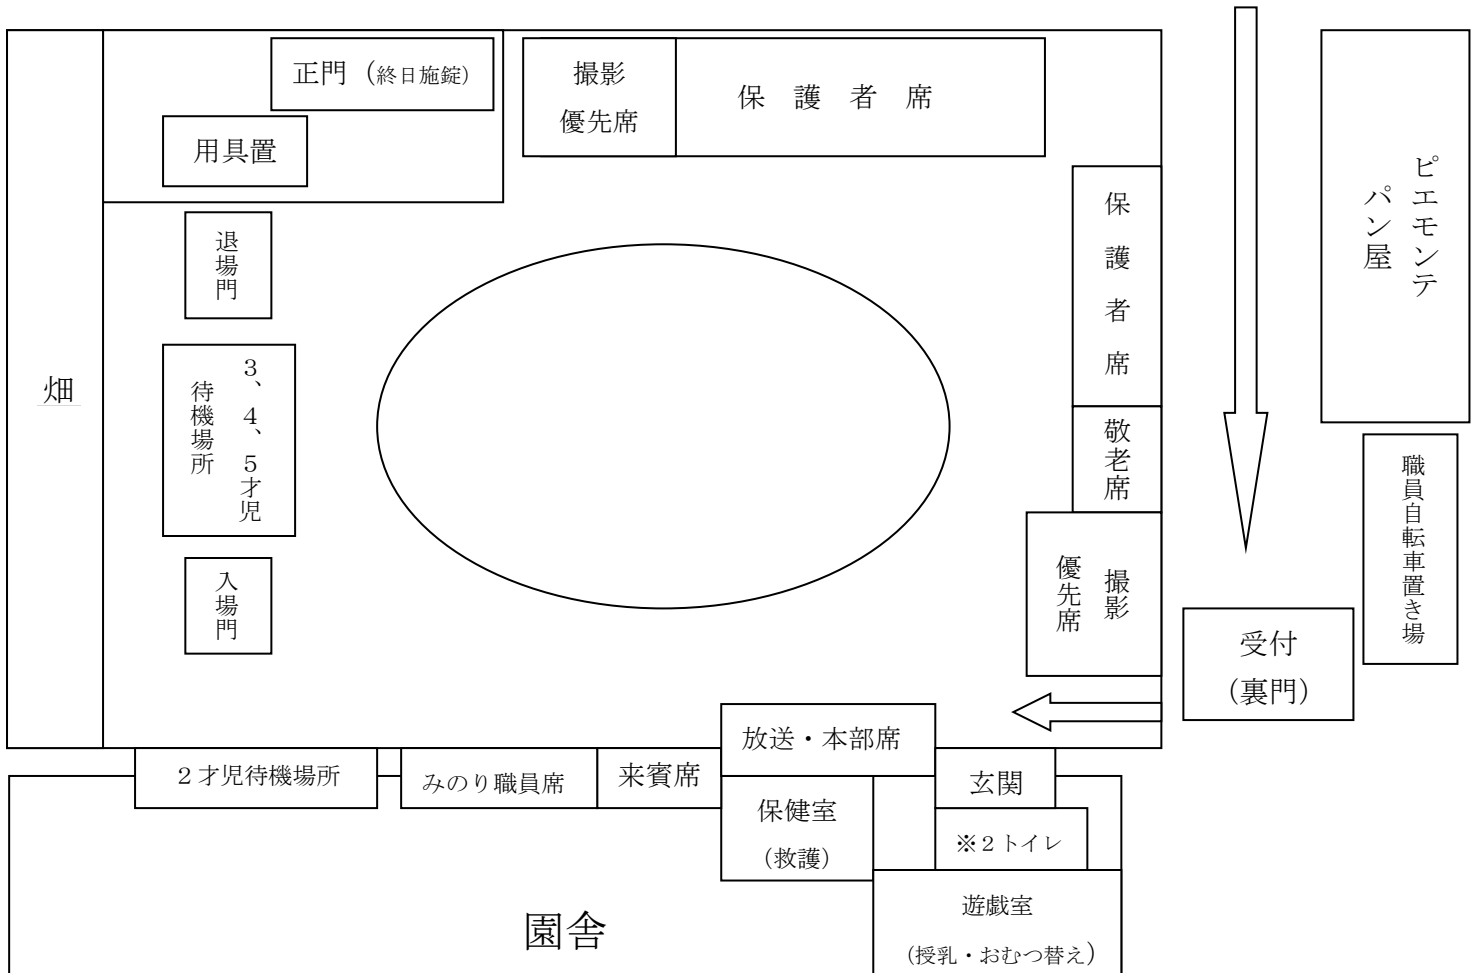 正門（終日施錠）
撮影
優先席
保　護　者　席
用具置
ピエモンテ
パン屋
保護者席
退場門
3、4、5才児
待機場所
畑
敬老席
職員自転車置き場
撮影
優先席
入場門
受付
（裏門）
放送・本部席
２才児待機場所
みのり職員席
来賓席
玄関
保健室
（救護）
※２トイレ
遊戯室
（授乳・おむつ替え）
園舎